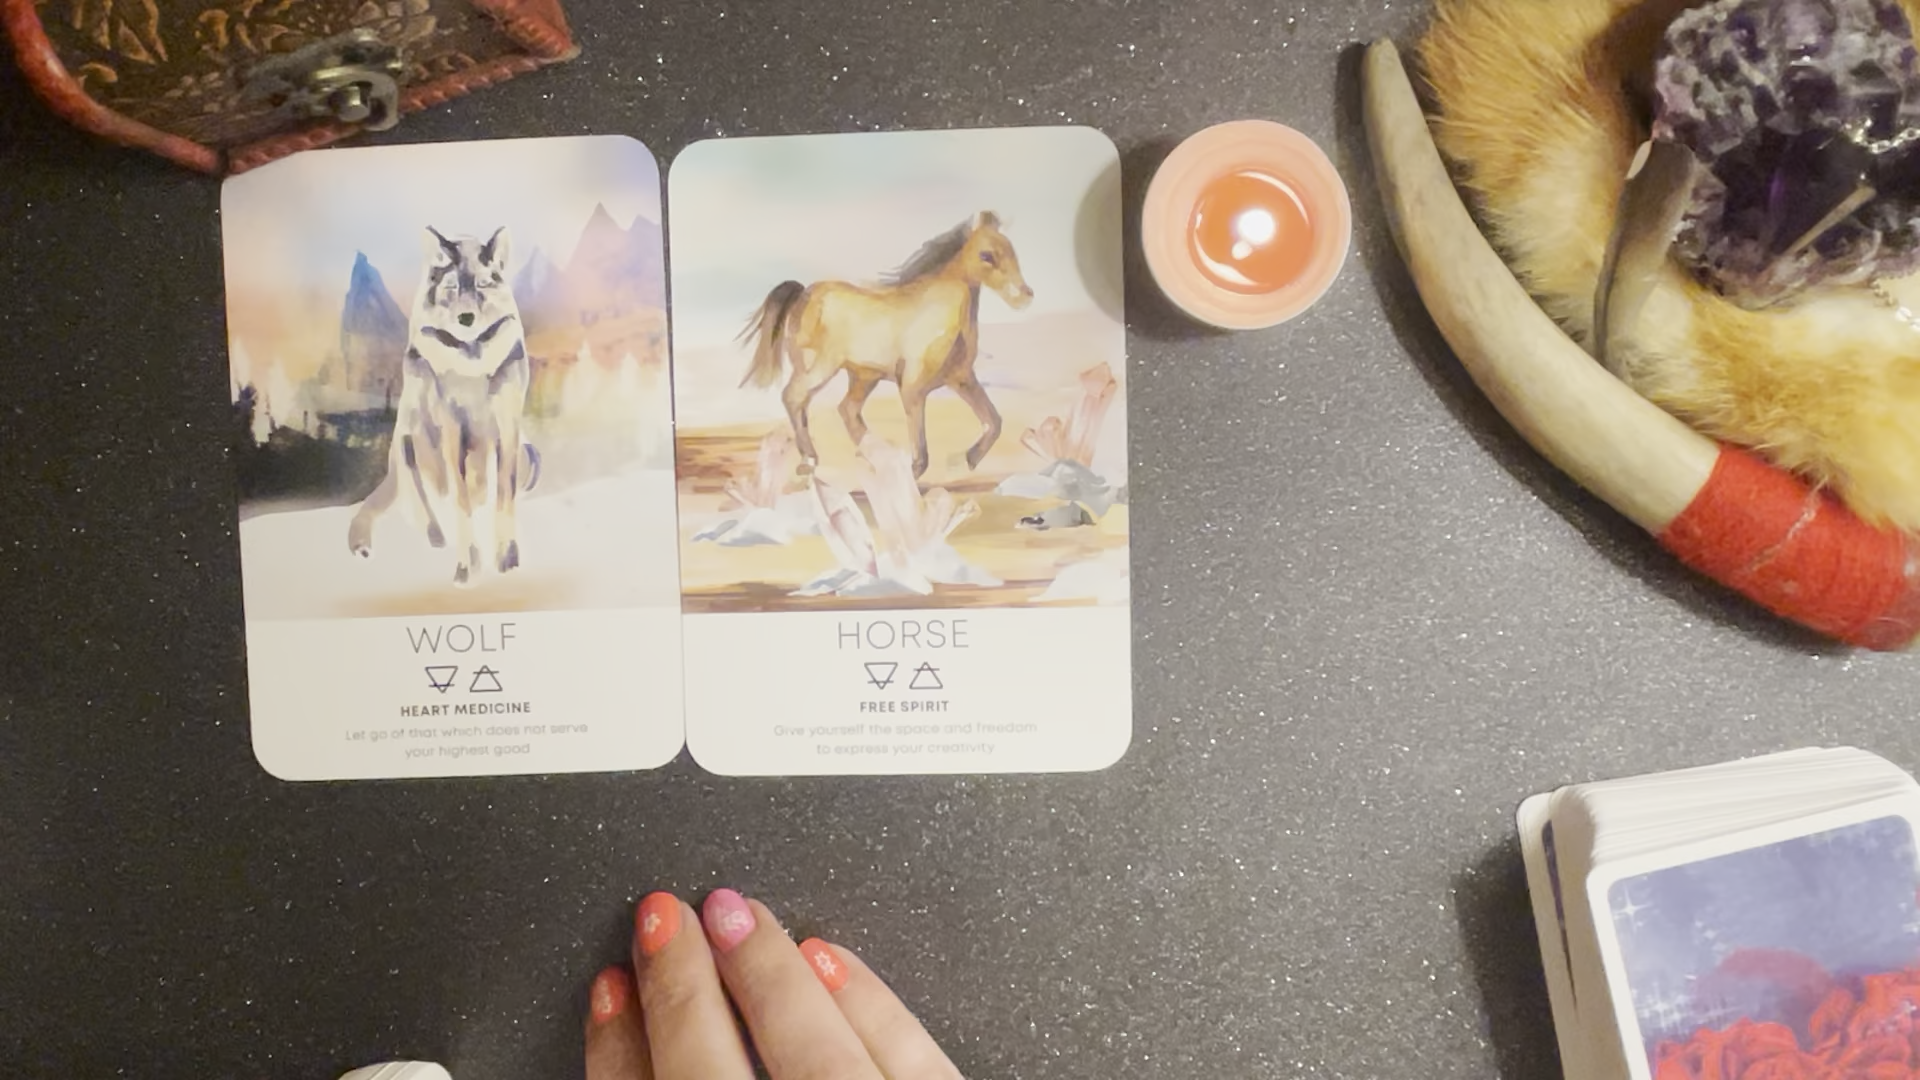 WOLF
HEART MEDICINE
Let go of that which does not serve
your highest good
HORSE
FREE SPIRIT
Give yourself the space and freedom
to express your creativity